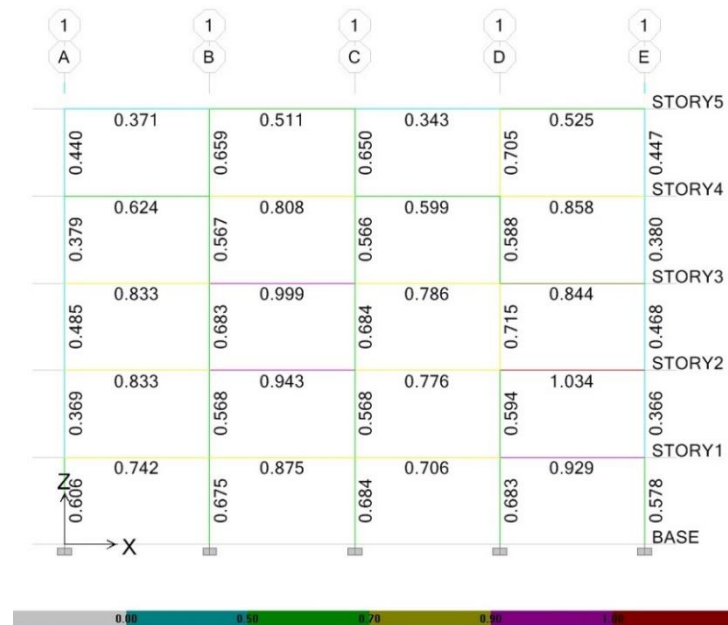 1 1 1 1 1
A B C D E
STORY5
0.371 0.511 0.343 0.525
0.440 0.659 0.650 0.705 0.447
STORY4
0.624 0.808 0.599 0.858
0.379 0.567 0.566 0.588 0.380
STORY3
0.833 0.999 0.786 0.844
0.485 0.683 0.684 0.715 0.468
STORY2
0.833 0.943 0.776 1.034
0.369 0.568 0.568 0.594 0.366
STORY1
0.742 0.875 0.706 0.929
Z
0.606 0.675 0.684 0.683 0.578
X
BASE
0.00 0.50 0.70 0.90 1.00